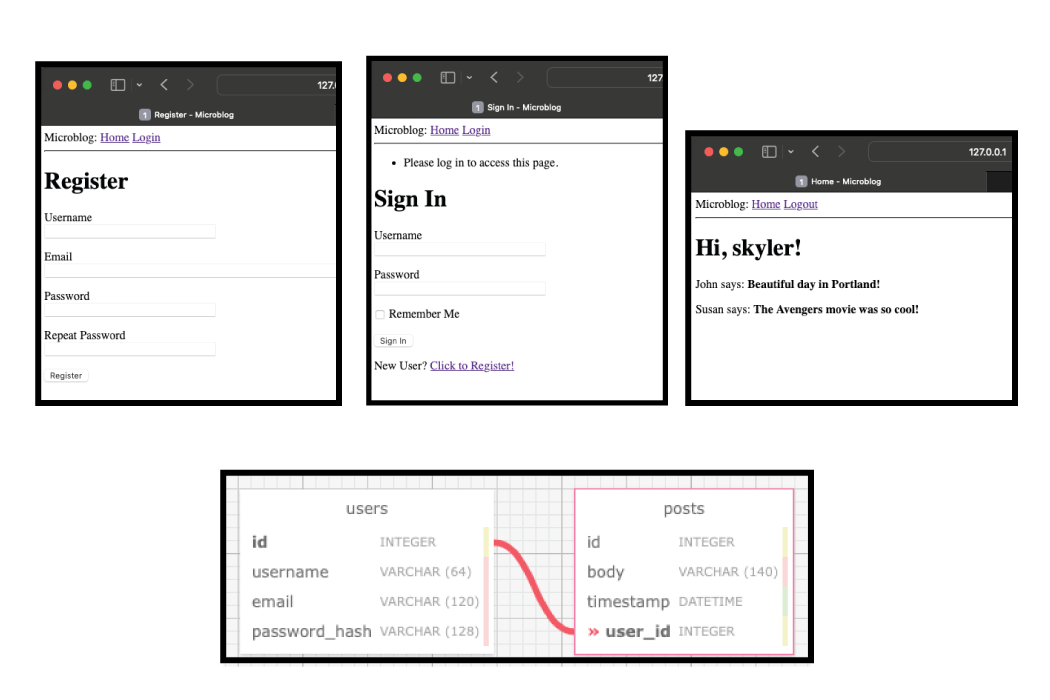 127.
1 Register - Microblog
Microblog: Home Login
Register
Username
Email
Password
Repeat Password
Register
127
1 Sign In - Microblog
Microblog: Home Login
• Please log in to access this page.
Sign In
Username
Password
Remember Me
Sign In
New User? Click to Register!
127.0.0.1
1 Home - Microblog
Microblog: Home Logout
Hi, skyler!
John says: Beautiful day in Portland!
Susan says: The Avengers movie was so cool!
users
id INTEGER
username VARCHAR (64)
email VARCHAR (120)
password_hash VARCHAR (128)
posts
id INTEGER
body VARCHAR (140)
timestamp DATETIME
» user_id INTEGER